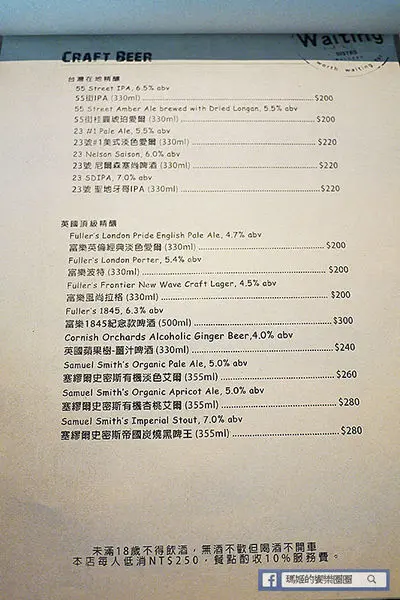 Waiting
BISTRO
worth waiting
CRAFT BEER
台灣在地精釀
55 Street IPA, 6.5% abv
55街IPA (330ml)..........$200
55 Street Amber Ale brewed with Dried Longan, 5.5% abv
55街桂圓琥珀愛爾 (330ml)..........$200
23 #1 Pale Ale, 5.5% abv
23號#1美式淡色愛爾 (330ml)..........$220
23 Nelson Saison, 6.0% abv
23號 尼爾森塞尚啤酒 (330ml)..........$220
23 SDIPA, 7.0% abv
23號 聖地牙哥IPA (330ml)..........$220
英國頂級精釀
Fuller's London Pride English Pale Ale, 4.7% abv
富樂英倫經典淡色愛爾 (330ml)..........$200
Fuller's London Porter, 5.4% abv
富樂波特 (330ml)..........$200
Fuller's Frontier New Wave Craft Lager, 4.5% abv
富樂風尚拉格 (330ml)..........$200
Fuller's 1845, 6.3% abv
富樂1845紀念款啤酒 (500ml)..........$300
Cornish Orchards Alcoholic Ginger Beer,4.0% abv
英國蘋果樹-薑汁啤酒 (330ml)..........$240
Samuel Smith's Organic Pale Ale, 5.0% abv
塞繆爾史密斯有機淡色艾爾 (355ml)..........$260
Samuel Smith's Organic Apricot Ale, 5.0% abv
塞繆爾史密斯有機杏桃艾爾 (355ml)..........$280
Samuel Smith's Imperial Stout, 7.0% abv
塞繆爾史密斯帝國炭燒黑啤王 (355ml)..........$280
未滿18歲不得飲酒，無酒不歡但喝酒不開車
本店每人低消NT$250，餐點酌收10%服務費。
瑪姬的饗樂圈圈